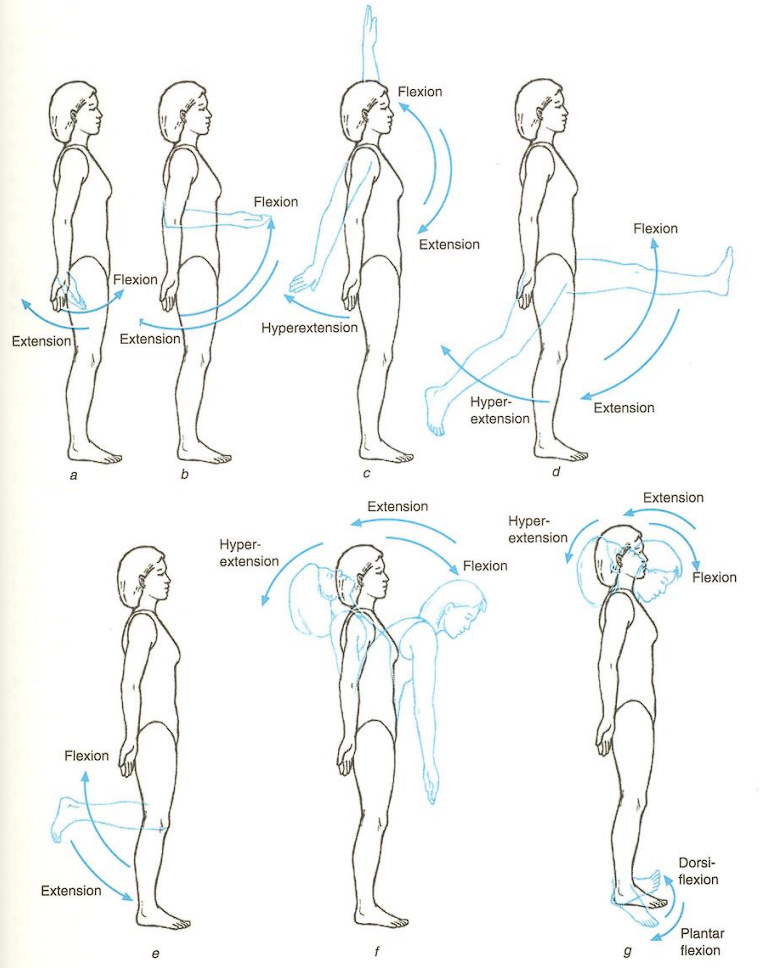 Flexion
Extension
a
Flexion
Extension
b
Flexion
Extension
Hyperextension
c
Flexion
Hyper-
extension
Extension
d
Flexion
Extension
e
Extension
Hyper-
extension
Flexion
f
Extension
Hyper-
extension
Flexion
Dorsi-
flexion
Plantar
flexion
g